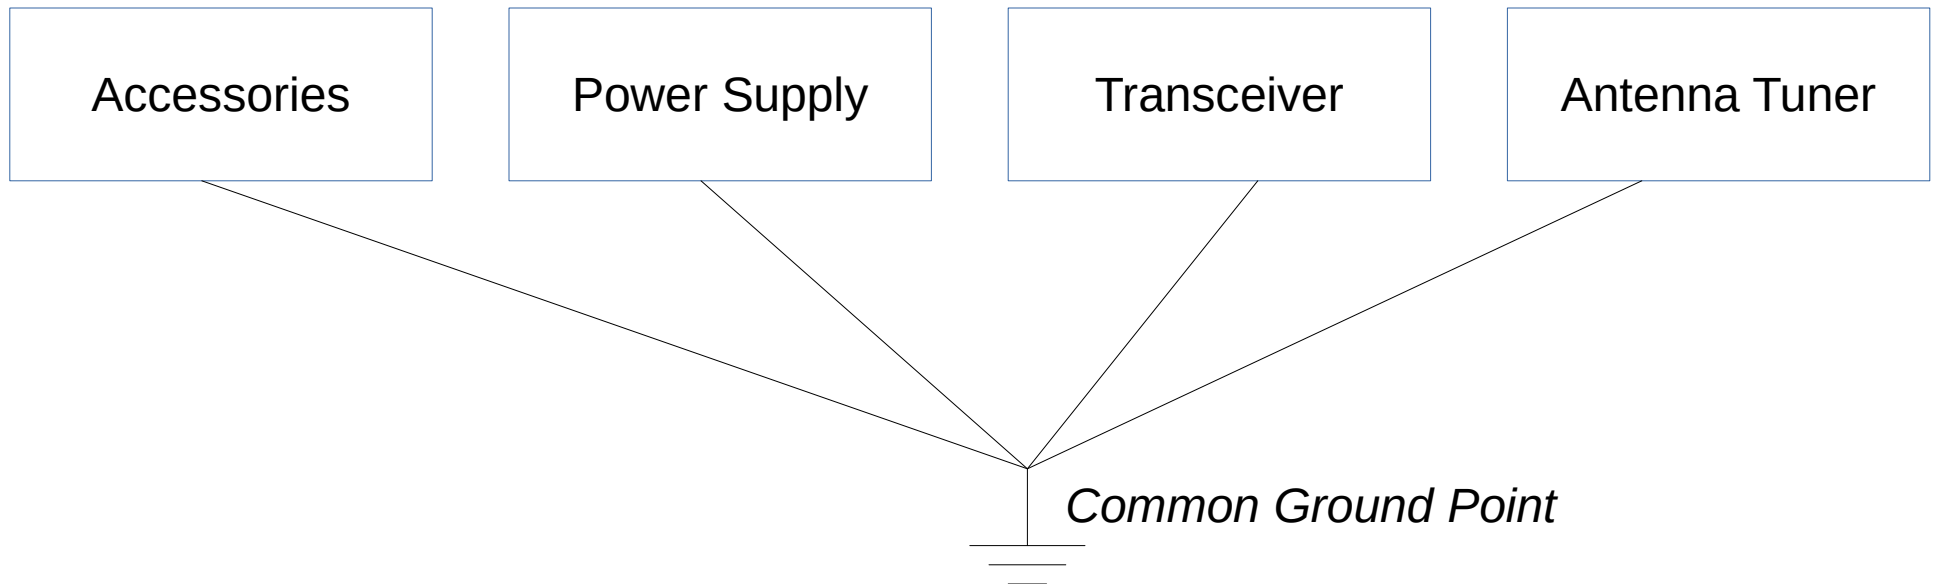 Accessories
Power Supply
Transceiver
Antenna Tuner
Common Ground Point